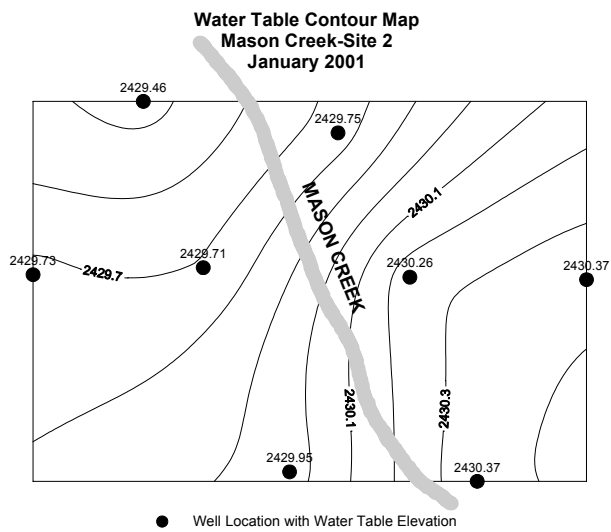 Water Table Contour Map
Mason Creek-Site 2
January 2001
2429.46
2429.75
MASON CREEK
2430.1
2429.73
2429.7
2429.71
2430.26
2430.37
2430.1
2430.3
2429.95
2430.37
Well Location with Water Table Elevation